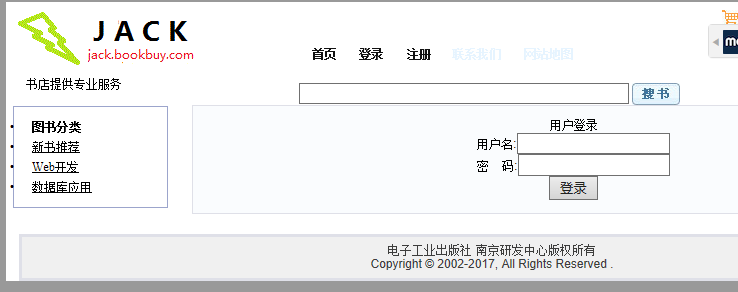 JACK
jack.bookbuy.com
首页 登录 注册 联系我们 网站地图
书店提供专业服务
搜 书
图书分类
新书推荐
Web开发
数据库应用
用户登录
用户名:
密 码:
登录
电子工业出版社 南京研发中心版权所有
Copyright © 2002-2017, All Rights Reserved .